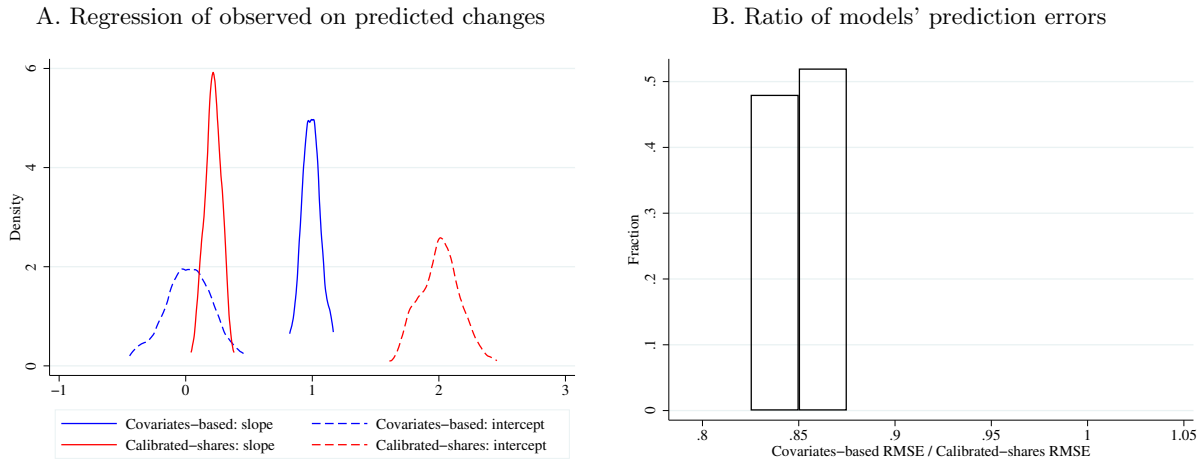 A. Regression of observed on predicted changes
Density
6
4
2
0
−1
0
1
2
3
Covariates−based: slope
Covariates−based: intercept
Calibrated−shares: slope
Calibrated−shares: intercept
B. Ratio of models’ prediction errors
Fraction
.5
.4
.3
.2
.1
0
.8
.85
.9
.95
1
1.05
Covariates−based RMSE / Calibrated−shares RMSE